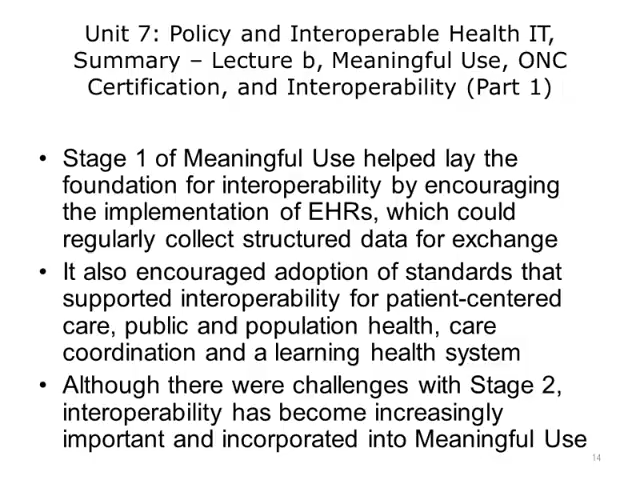 Unit 7: Policy and Interoperable Health IT,
Summary – Lecture b, Meaningful Use, ONC
Certification, and Interoperability (Part 1)
• Stage 1 of Meaningful Use helped lay the
foundation for interoperability by encouraging
the implementation of EHRs, which could
regularly collect structured data for exchange
• It also encouraged adoption of standards that
supported interoperability for patient-centered
care, public and population health, care
coordination and a learning health system
• Although there were challenges with Stage 2,
interoperability has become increasingly
important and incorporated into Meaningful Use
14